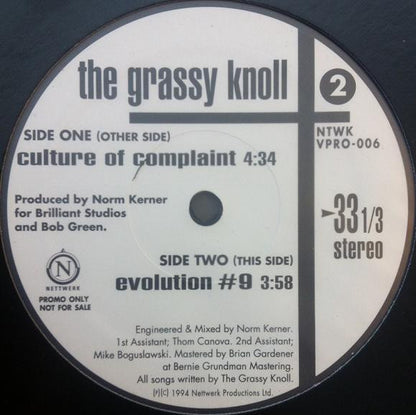 the grassy knoll
2
SIDE ONE (OTHER SIDE)
culture of complaint 4:34
NTWK
VPRO-006
Produced by Norm Kerner
for Brilliant Studios
and Bob Green.
33 1/3
stereo
SIDE TWO (THIS SIDE)
evolution #9 3:58
N
NETTWERK
PROMO ONLY
NOT FOR SALE
Engineered & Mixed by Norm Kerner.
1st Assistant; Thom Canova. 2nd Assistant;
Mike Boguslawski. Mastered by Brian Gardener
at Bernie Grundman Mastering.
All songs written by The Grassy Knoll.
(P)(C) 1994 Nettwerk Productions Ltd.